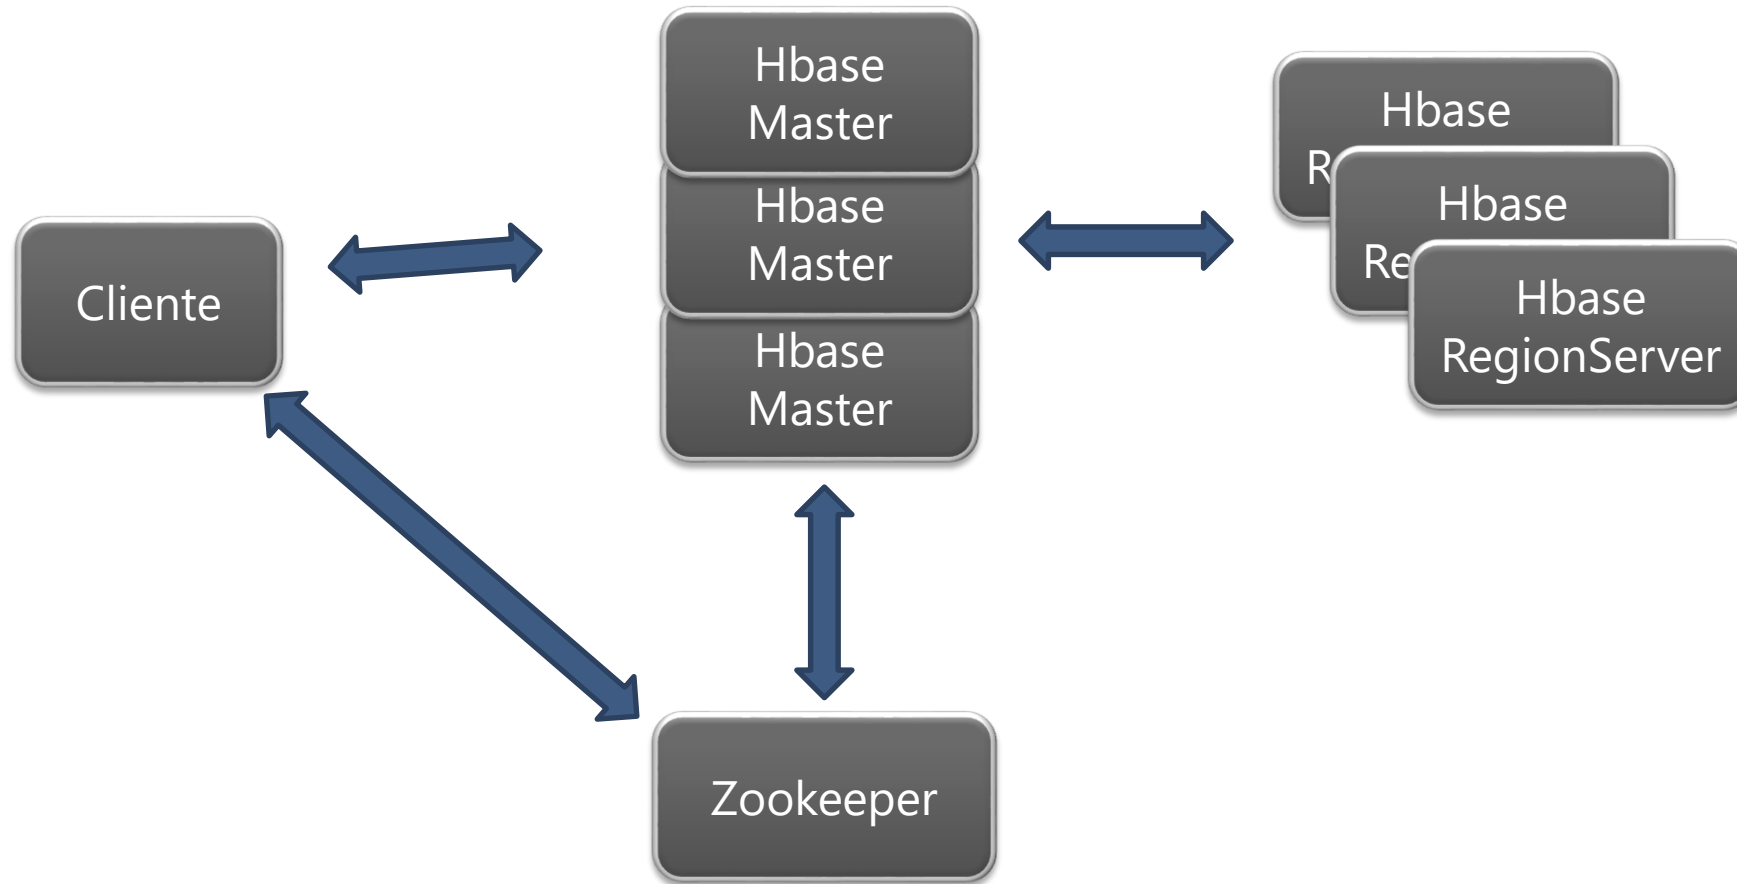 Hbase
Master
Hbase
Master
Hbase
Master
Cliente
Hbase
Hbase
Hbase
RegionServer
Zookeeper